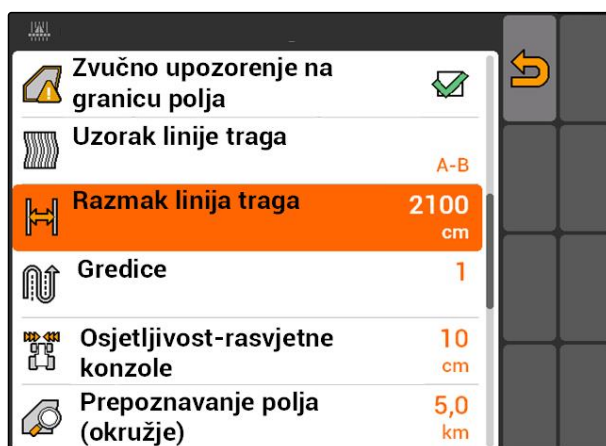 Zvučno upozorenje na
granicu polja
Uzorak linije traga
A-B
Razmak linija traga
2100
cm
Gredice
1
Osjetljivost-rasvjetne
konzole
10
cm
Prepoznavanje polja
(okružje)
5,0
km